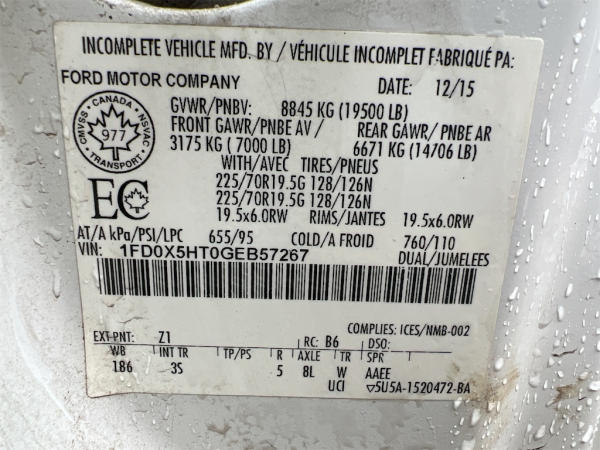 INCOMPLETE VEHICLE MFD. BY / VÉHICULE INCOMPLET FABRIQUÉ PA:
FORD MOTOR COMPANY
DATE: 12/15
GVWR/PNBV: 8845 KG (19500 LB)
FRONT GAWR/PNBE AV / REAR GAWR/ PNBE AR
3175 KG ( 7000 LB) 6671 KG (14706 LB)
WITH/AVEC TIRES/PNEUS
225/70R19.5G 128/126N
225/70R19.5G 128/126N
19.5x6.0RW RIMS/JANTES 19.5x6.0RW
AT/A kPa/PSI/LPC 655/95 COLD/A FROID 760/110
VIN: 1FD0X5HT0GEB57267 DUAL/JUMELEES
CANADA
CMVSS NSVAC
977
TRANSPORT
EC
COMPLIES: ICES/NMB-002
EXT PNT: Z1 RC: B6 DSO:
WB INT TR TP/PS R AXLE TR SPR
186 3S 5 8L W AAEE
UCI ▽5U5A-1520472-BA